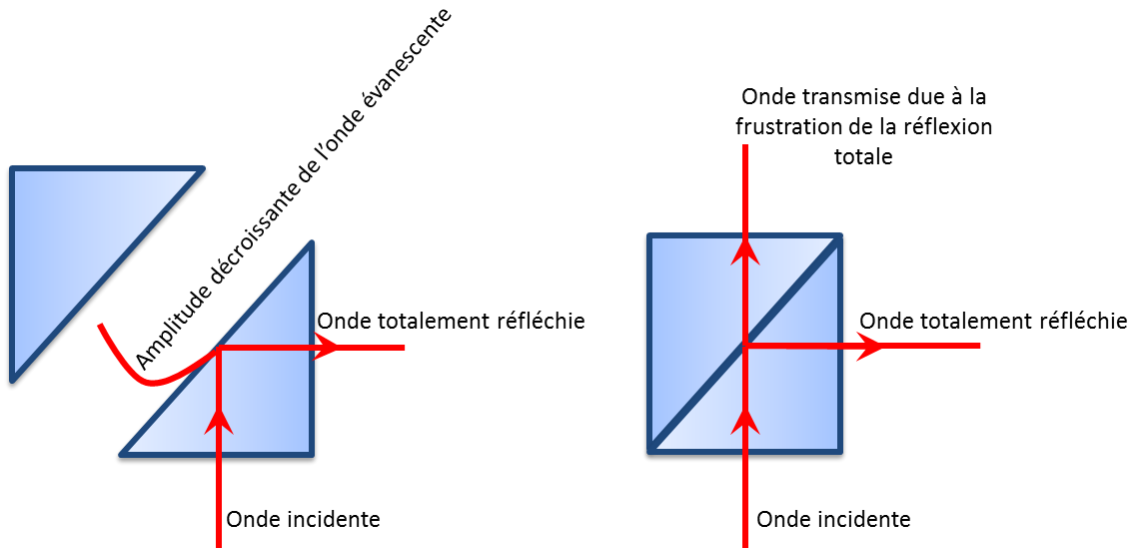 Amplitude décroissante de l'onde évanescente
Onde totalement réfléchie
Onde incidente
Onde transmise due à la
frustration de la réflexion
totale
Onde totalement réfléchie
Onde incidente